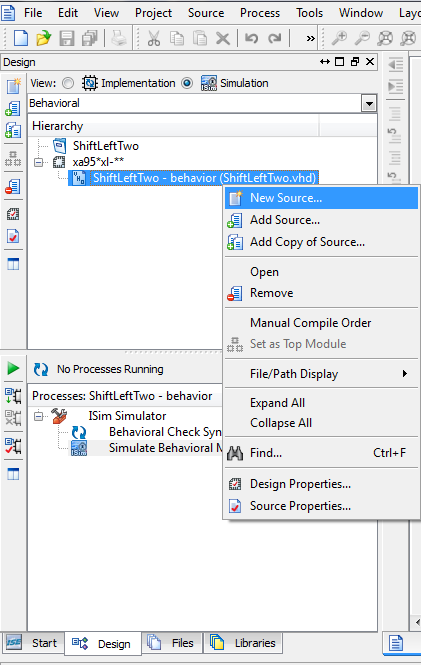 File Edit View Project Source Process Tools Window Layo
»
Design
View: Implementation Simulation
Behavioral
Hierarchy
ShiftLeftTwo
xa95*xl-**
ShiftLeftTwo - behavior (ShiftLeftTwo.vhd)
New Source...
Add Source...
Add Copy of Source...
Open
Remove
Manual Compile Order
Set as Top Module
File/Path Display
Expand All
Collapse All
Find... Ctrl+F
Design Properties...
Source Properties...
No Processes Running
Processes: ShiftLeftTwo - behavior
ISim Simulator
Behavioral Check Syn
ISim Simulate Behavioral M
ISE Start Design Files Libraries